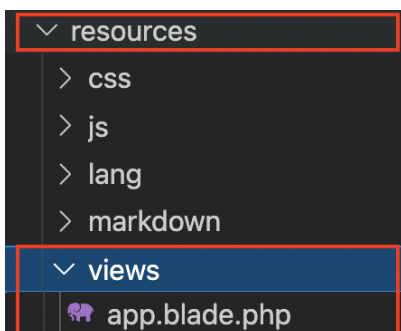 resources
css
js
lang
markdown
views
app.blade.php